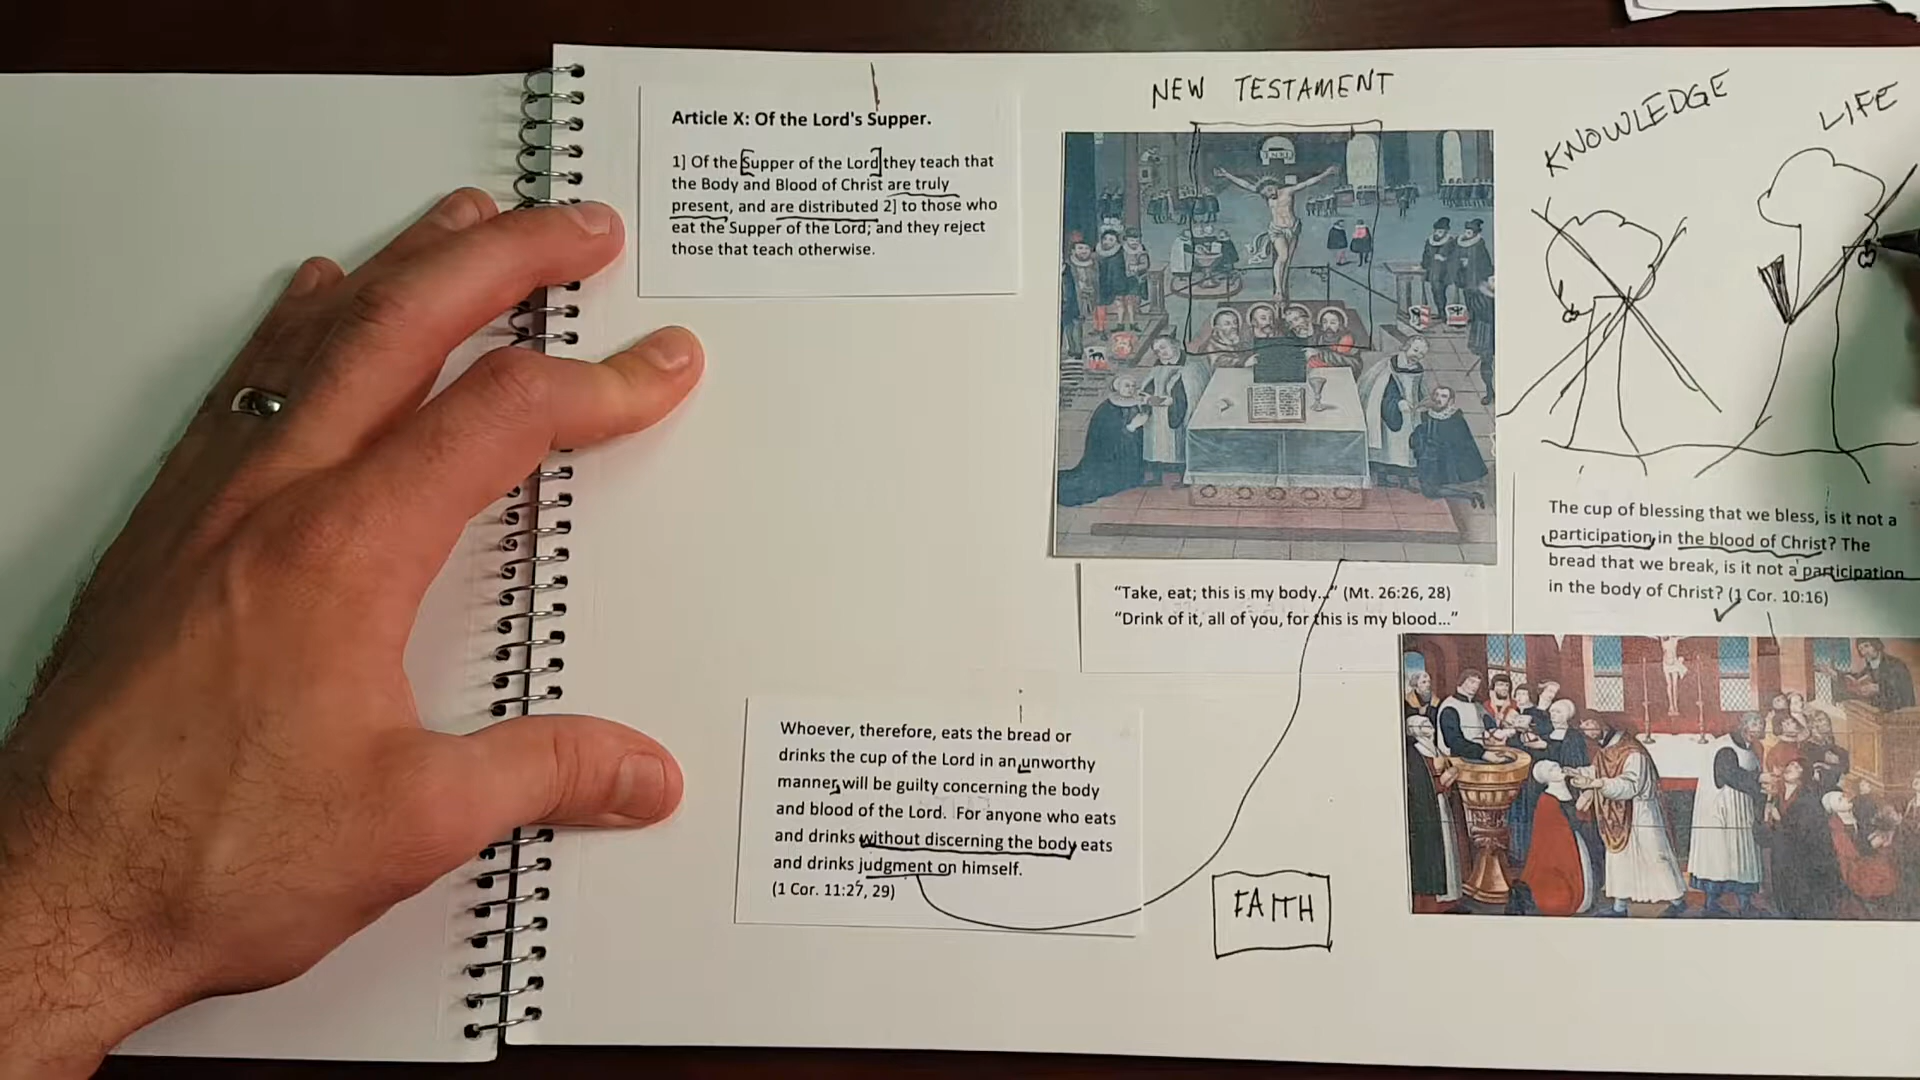 Article X: Of the Lord's Supper.
1] Of the Supper of the Lord they teach that
the Body and Blood of Christ are truly
present, and are distributed 2] to those who
eat the Supper of the Lord; and they reject
those that teach otherwise.
NEW TESTAMENT
KNOWLEDGE
LIFE
The cup of blessing that we bless, is it not a
participation in the blood of Christ? The
bread that we break, is it not a participation
in the body of Christ? (1 Cor. 10:16)
“Take, eat; this is my body…” (Mt. 26:26, 28)
“Drink of it, all of you, for this is my blood…”
Whoever, therefore, eats the bread or
drinks the cup of the Lord in an unworthy
manner will be guilty concerning the body
and blood of the Lord.  For anyone who eats
and drinks without discerning the body eats
and drinks judgment on himself.
(1 Cor. 11:27, 29)
FAITH